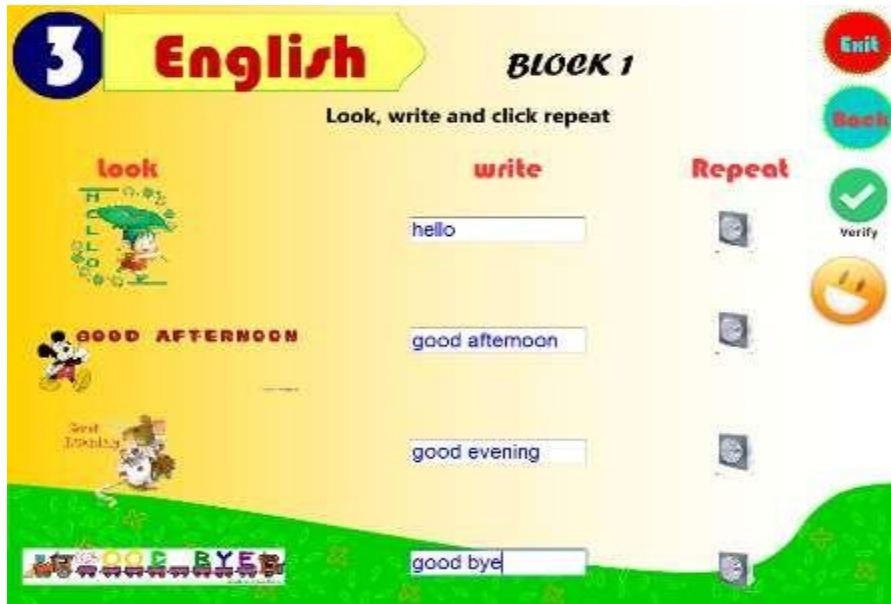 3 English BLOCK 1
Exit
Look, write and click repeat
Back
Look write Repeat
HELLO
hello
Verify
GOOD AFTERNOON
good afternoon
Good
good evening
GOOD BYE
good bye